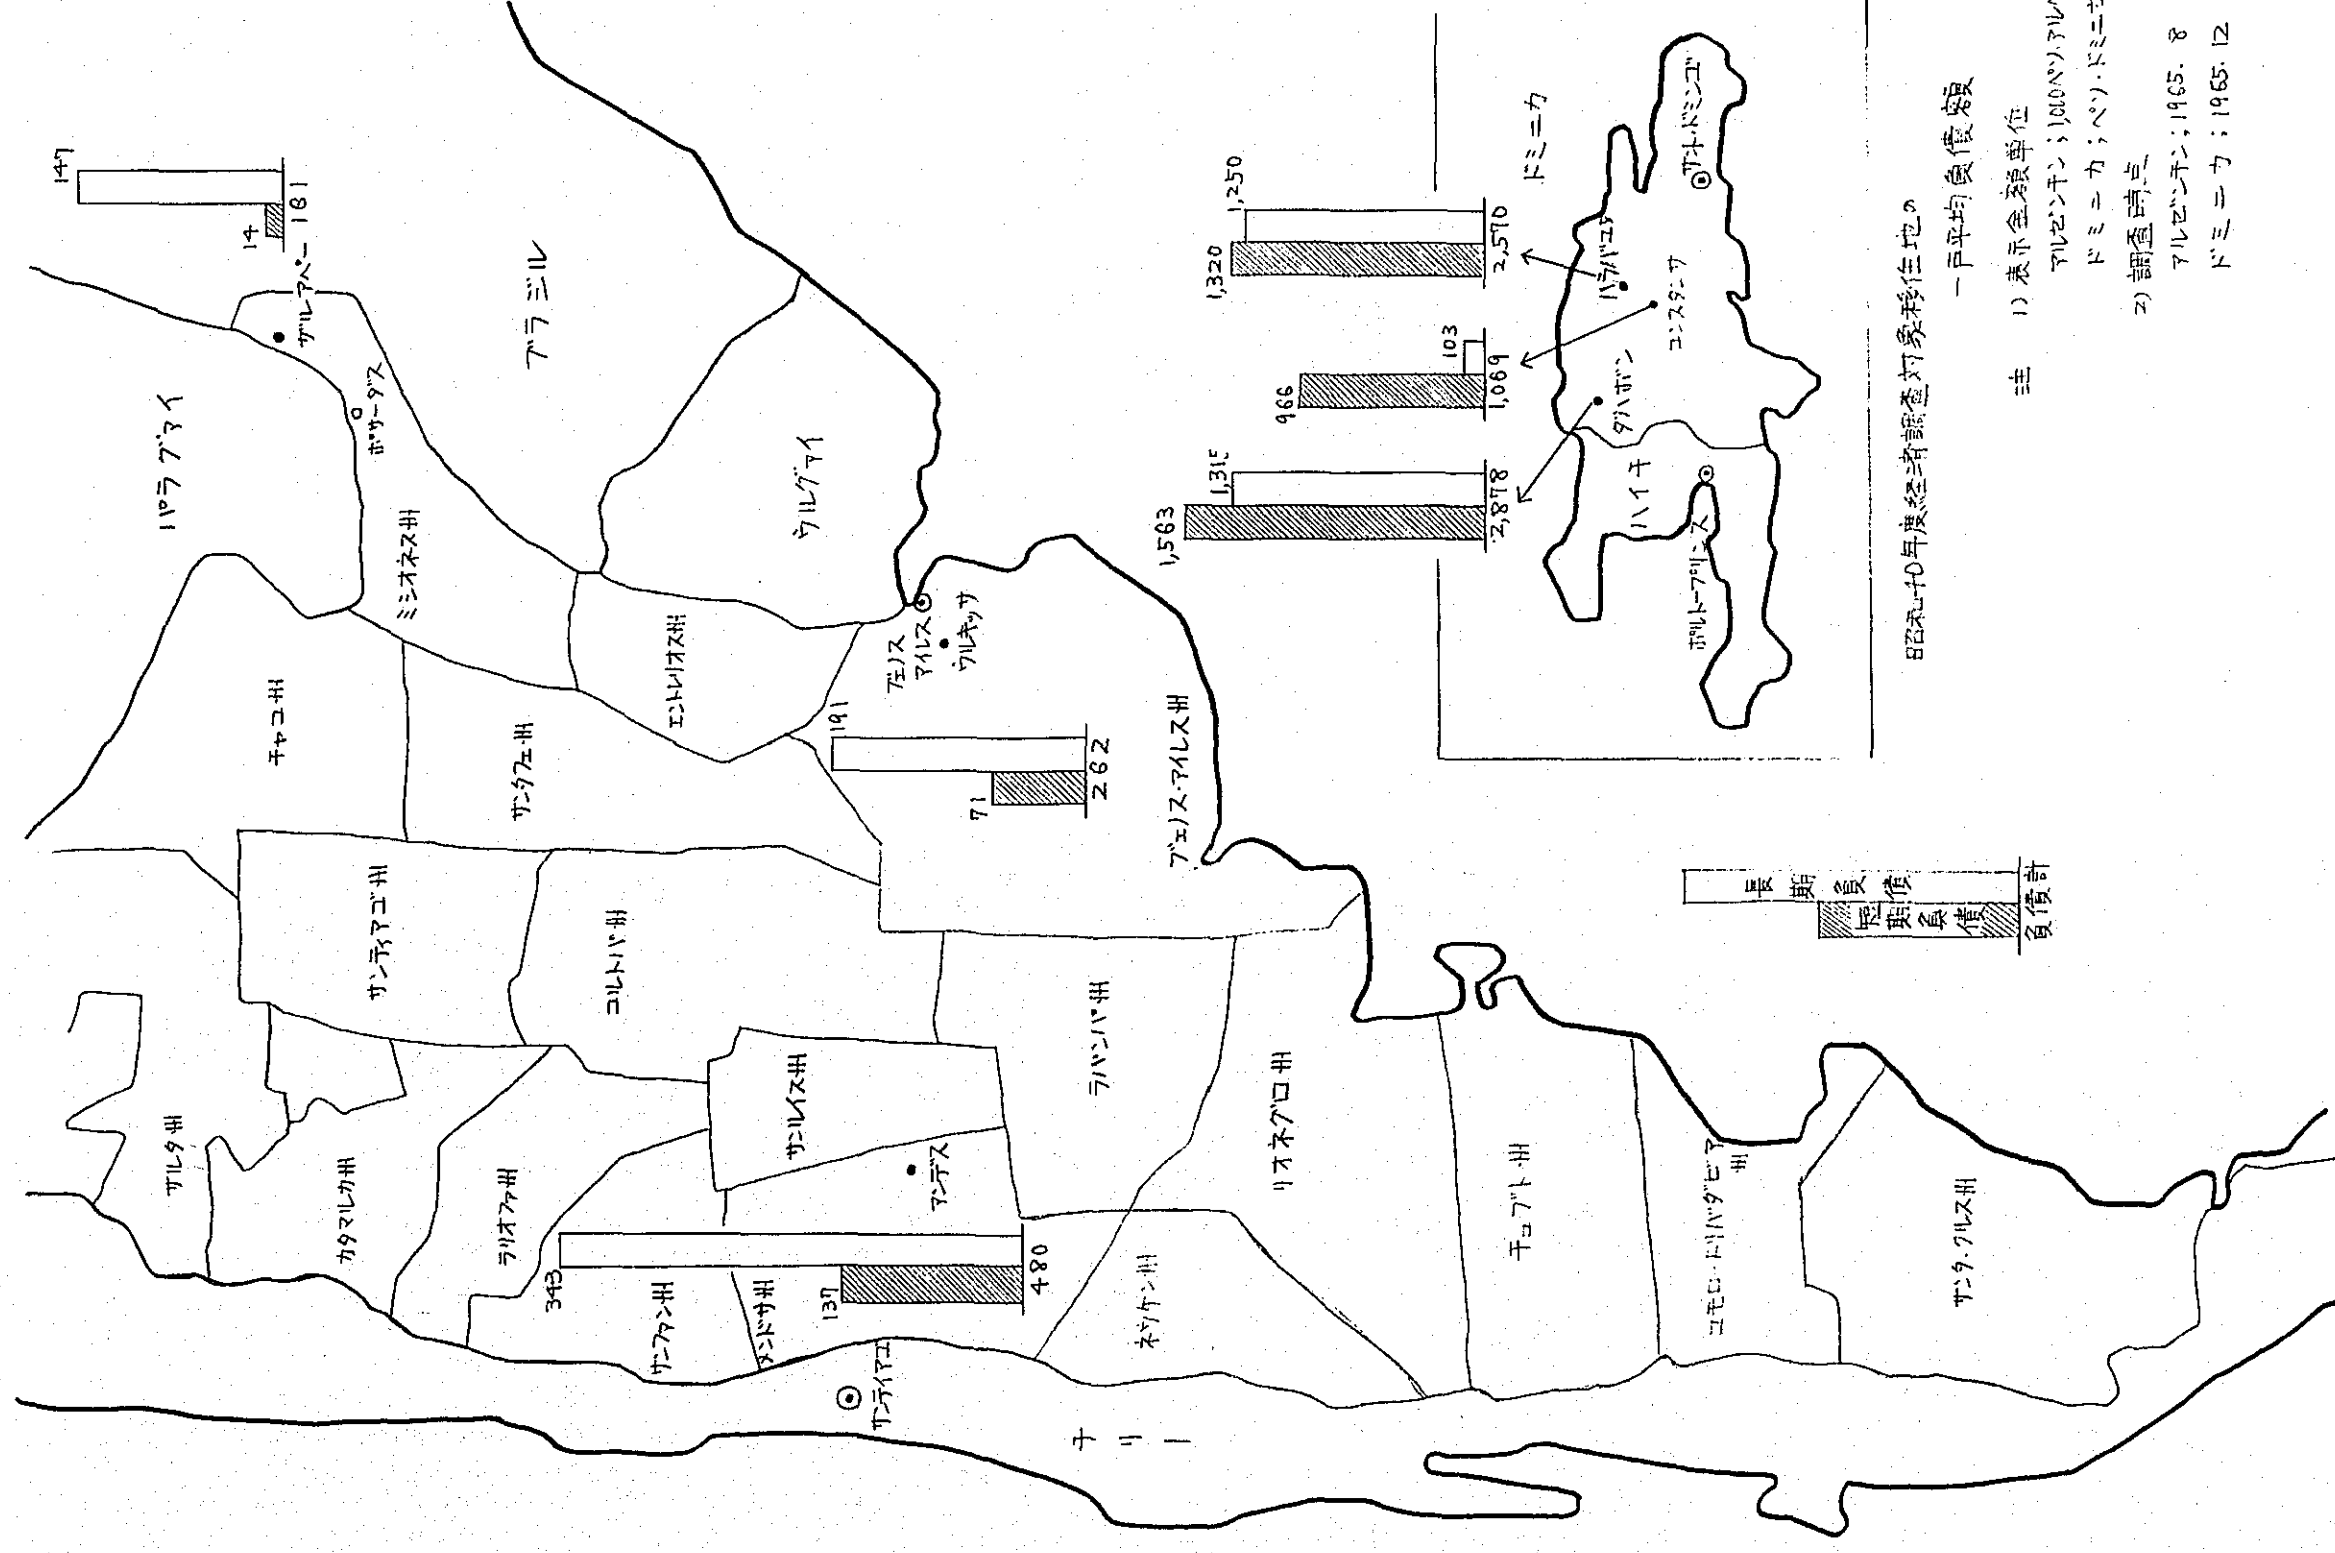 昭和40年度経済調査対象移住地の
一戸平均負債額
注 1) 表示金額単位
アルゼンチン；1,000ペソ・アル
ドミニカ；ペソ・ドミニカ
2) 調査時点
アルゼンチン；1965. 8
ドミニカ；1965. 12
パラグァイ
ブラジル
ウルグァイ
チリー
ガルアペー
ポサーダス
ミシオネス州
チャコ州
サンタフェ州
エントレリオス州
ブエノスアイレス
ウルキッサ
ブェノス・アイレス州
サンティアゴ州
コルドバ州
サルタ州
カタマルカ州
ラリオファ州
サンルイス州
サンファン州
メンドサ州
アンデス
ラパンパ州
ネウケン州
リオネグロ州
チュブト州
コモロ・ドリバダビア州
サンタ・クルス州
サンティアゴ
147
14
181
191
71
262
343
137
480
ドミニカ
サント・ドミンゴ
ハラバコア
コンスタンサ
ダハボン
ハイチ
ポルトープリンス
1,250
1,320
2,570
103
966
1,069
1,315
1,563
2,878
長期負債
短期負債
負債計